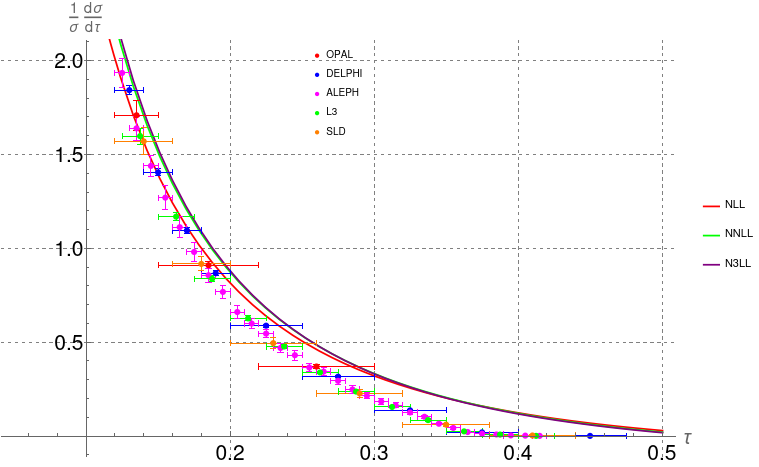 1/σ dσ/dτ
2.0
1.5
1.0
0.5
OPAL
DELPHI
ALEPH
L3
SLD
NLL
NNLL
N3LL
0.2
0.3
0.4
0.5
τ